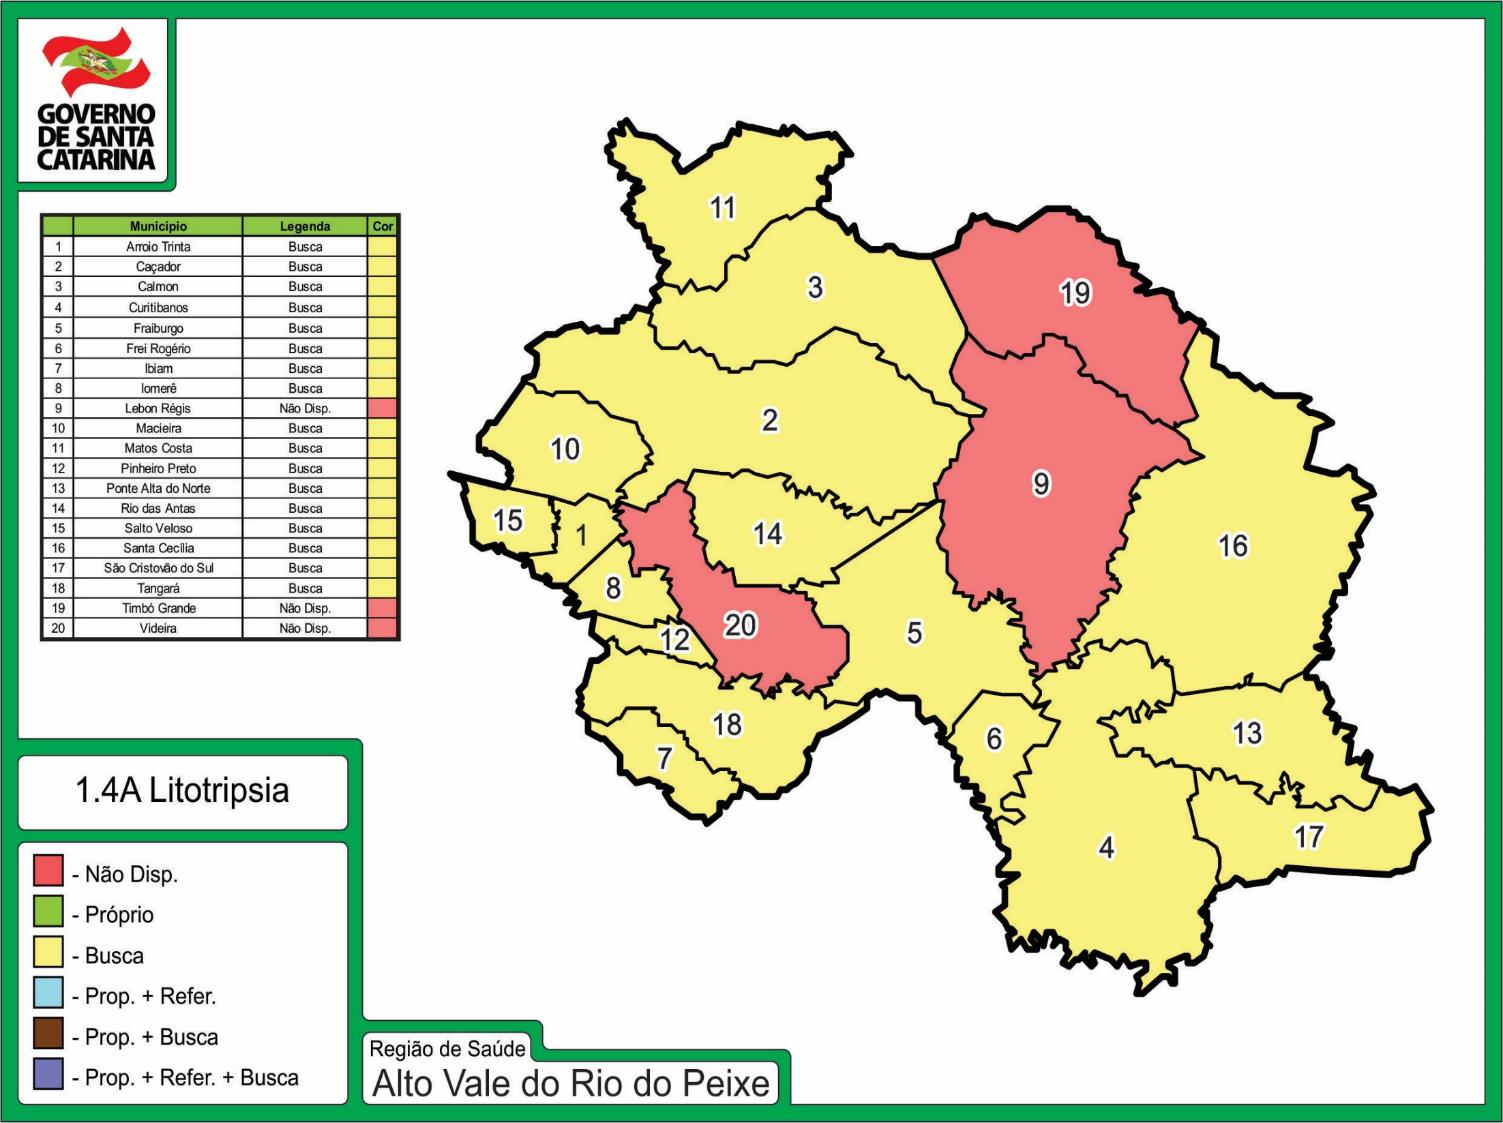 GOVERNO
DE SANTA
CATARINA
Município Legenda Cor
1 Arroio Trinta Busca
2 Caçador Busca
3 Calmon Busca
4 Curitibanos Busca
5 Fraiburgo Busca
6 Frei Rogério Busca
7 Ibiam Busca
8 Iomerê Busca
9 Lebon Régis Não Disp.
10 Macieira Busca
11 Matos Costa Busca
12 Pinheiro Preto Busca
13 Ponte Alta do Norte Busca
14 Rio das Antas Busca
15 Salto Veloso Busca
16 Santa Cecília Busca
17 São Cristovão do Sul Busca
18 Tangará Busca
19 Timbó Grande Não Disp.
20 Videira Não Disp.
11
3
19
2
10
9
15
1
14
16
8
20
12
5
18
6
13
7
17
4
1.4A Litotripsia
- Não Disp.
- Próprio
- Busca
- Prop. + Refer.
- Prop. + Busca
- Prop. + Refer. + Busca
Região de Saúde
Alto Vale do Rio do Peixe